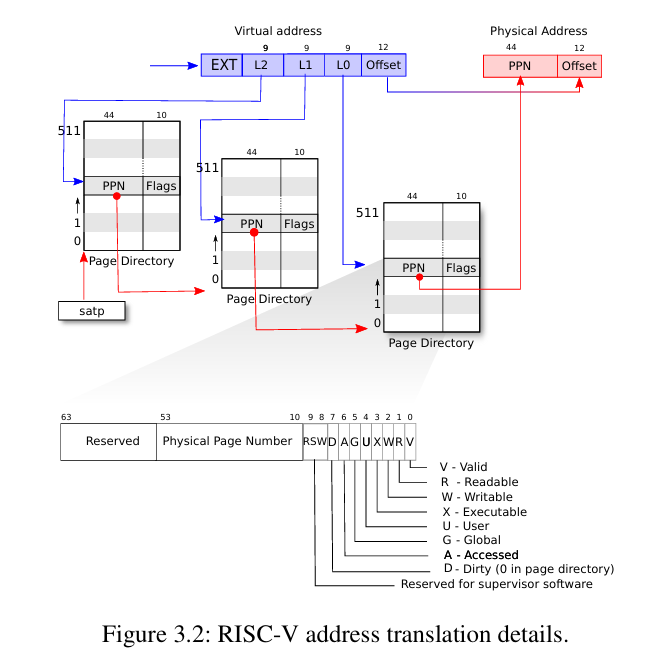 Virtual address
Physical Address
9 9 9 12
44 12
EXT L2 L1 L0 Offset
PPN Offset
44 10
511
PPN Flags
1
0
Page Directory
satp
44 10
511
PPN Flags
1
0
Page Directory
44 10
511
PPN Flags
1
0
Page Directory
63 53 10 9 8 7 6 5 4 3 2 1 0
Reserved Physical Page Number RSW D A G U X W R V
V - Valid
R - Readable
W - Writable
X - Executable
U - User
G - Global
A - Accessed
D - Dirty (0 in page directory)
Reserved for supervisor software
Figure 3.2: RISC-V address translation details.